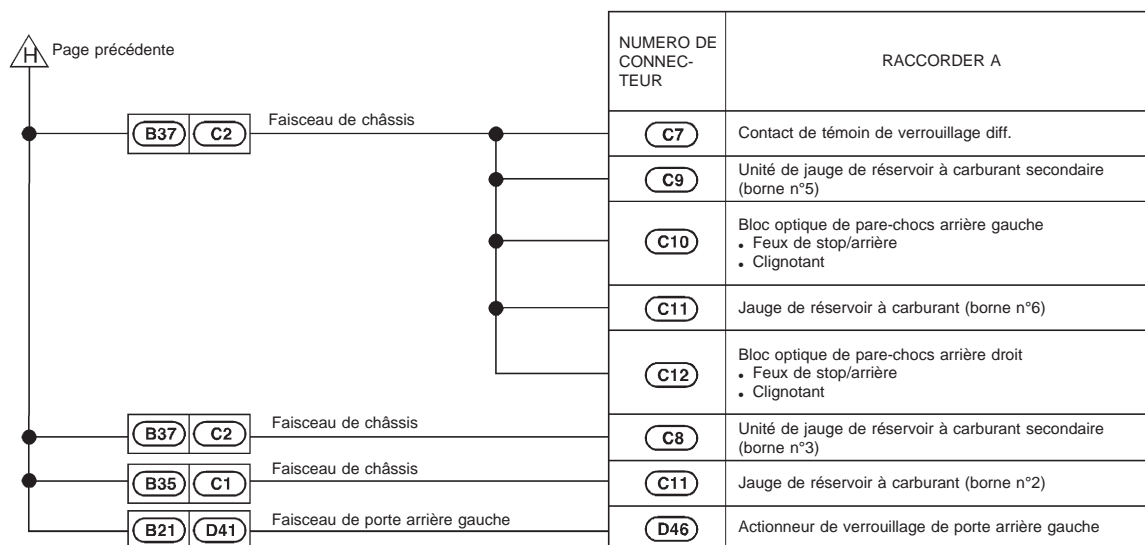 H
Page précédente
NUMERO DE
CONNEC-
TEUR
RACCORDER A
B37 C2
Faisceau de châssis
C7
Contact de témoin de verrouillage diff.
C9
Unité de jauge de réservoir à carburant secondaire
(borne n°5)
C10
Bloc optique de pare-chocs arrière gauche
• Feux de stop/arrière
• Clignotant
C11
Jauge de réservoir à carburant (borne n°6)
C12
Bloc optique de pare-chocs arrière droit
• Feux de stop/arrière
• Clignotant
B37 C2
Faisceau de châssis
C8
Unité de jauge de réservoir à carburant secondaire
(borne n°3)
B35 C1
Faisceau de châssis
C11
Jauge de réservoir à carburant (borne n°2)
B21 D41
Faisceau de porte arrière gauche
D46
Actionneur de verrouillage de porte arrière gauche